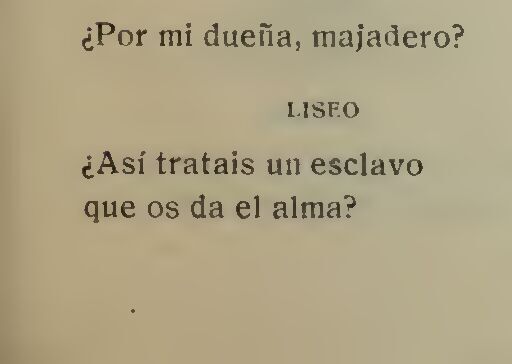 ¿Por mi dueña, majadero?
LISEO
¿Así tratais un esclavo
que os da el alma?